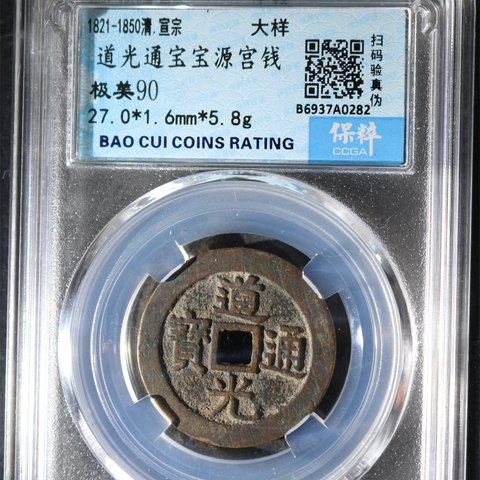 1821-1850清.宣宗 大样
道光通宝宝源宫钱
极美90
27.0*1.6mm*5.8g
BAO CUI COINS RATING
扫码验真伪
B6937A0282
保粹
CCGA
道光通寶